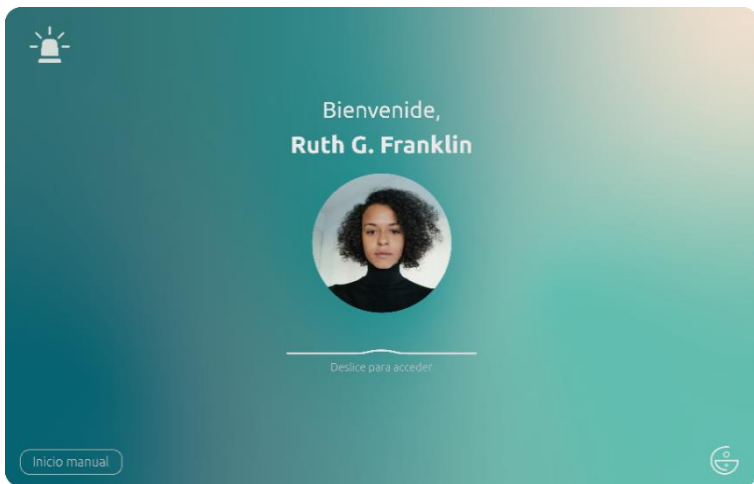 Bienvenide,
Ruth G. Franklin
Deslice para acceder
Inicio manual